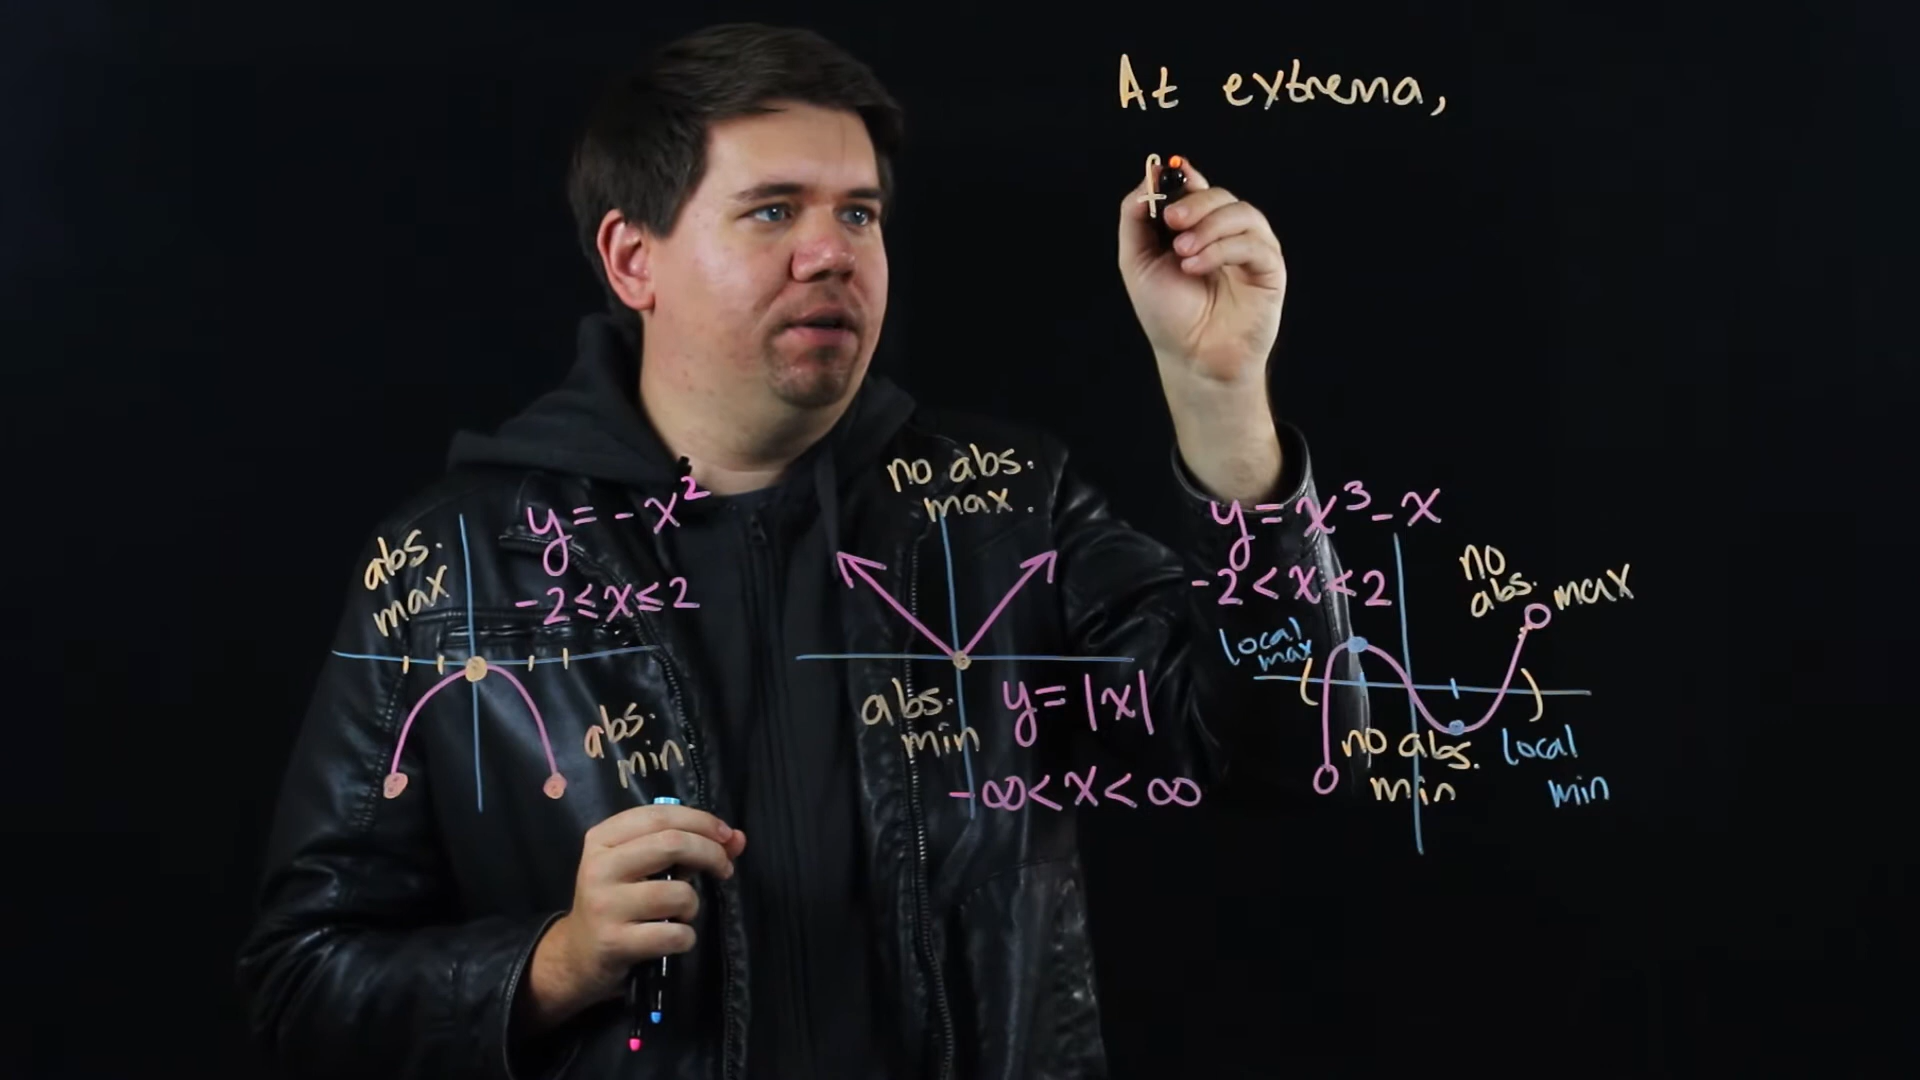 At extrema,
f
y = -x²
-2 ≤ x ≤ 2
abs.
max
abs.
min.
no abs.
max.
abs.
min
y = |x|
-∞ < x < ∞
y = x³ - x
-2 < x < 2
local
max
no
abs.
max
no abs.
min
local
min